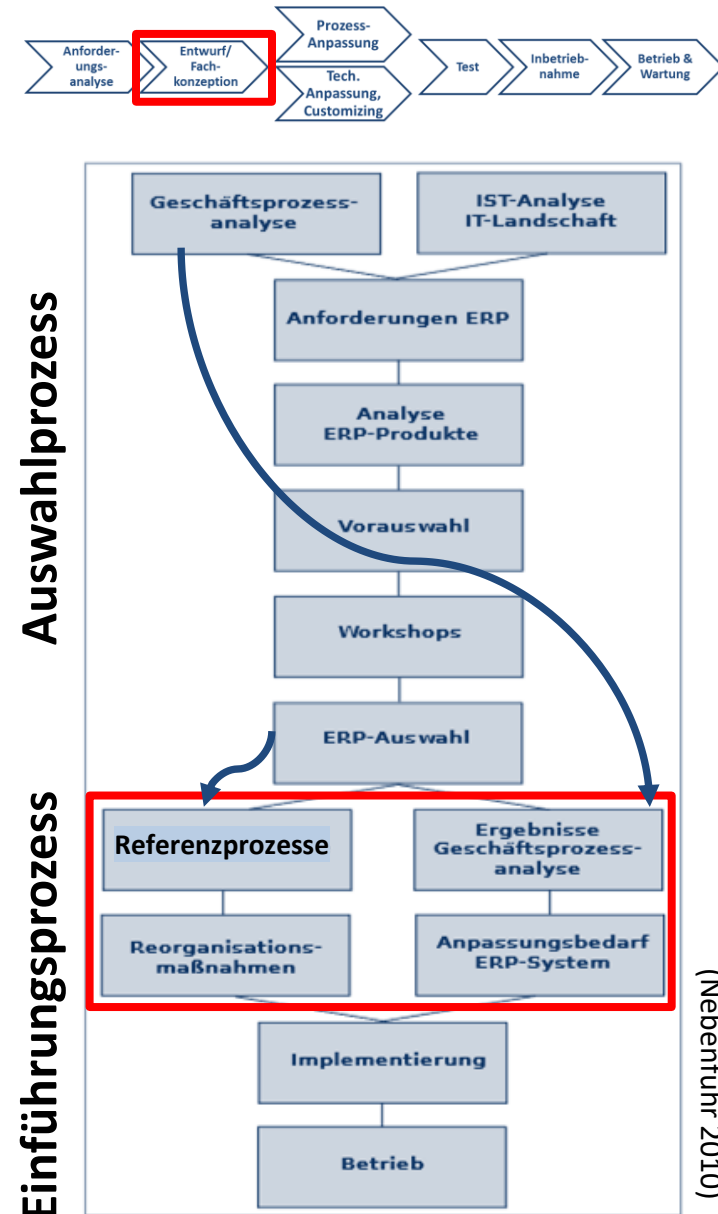 Anforder-
ungs-
analyse
Entwurf/
Fach-
konzeption
Prozess-
Anpassung
Tech.
Anpassung,
Customizing
Test
Inbetrieb-
nahme
Betrieb &
Wartung
Auswahlprozess
Geschäftsprozess-
analyse
IST-Analyse
IT-Landschaft
Anforderungen ERP
Analyse
ERP-Produkte
Vorauswahl
Workshops
ERP-Auswahl
Einführungsprozess
Referenzprozesse
Ergebnisse
Geschäftsprozess-
analyse
Reorganisations-
maßnahmen
Anpassungsbedarf
ERP-System
Implementierung
Betrieb
(Nebenfuhr 2010)